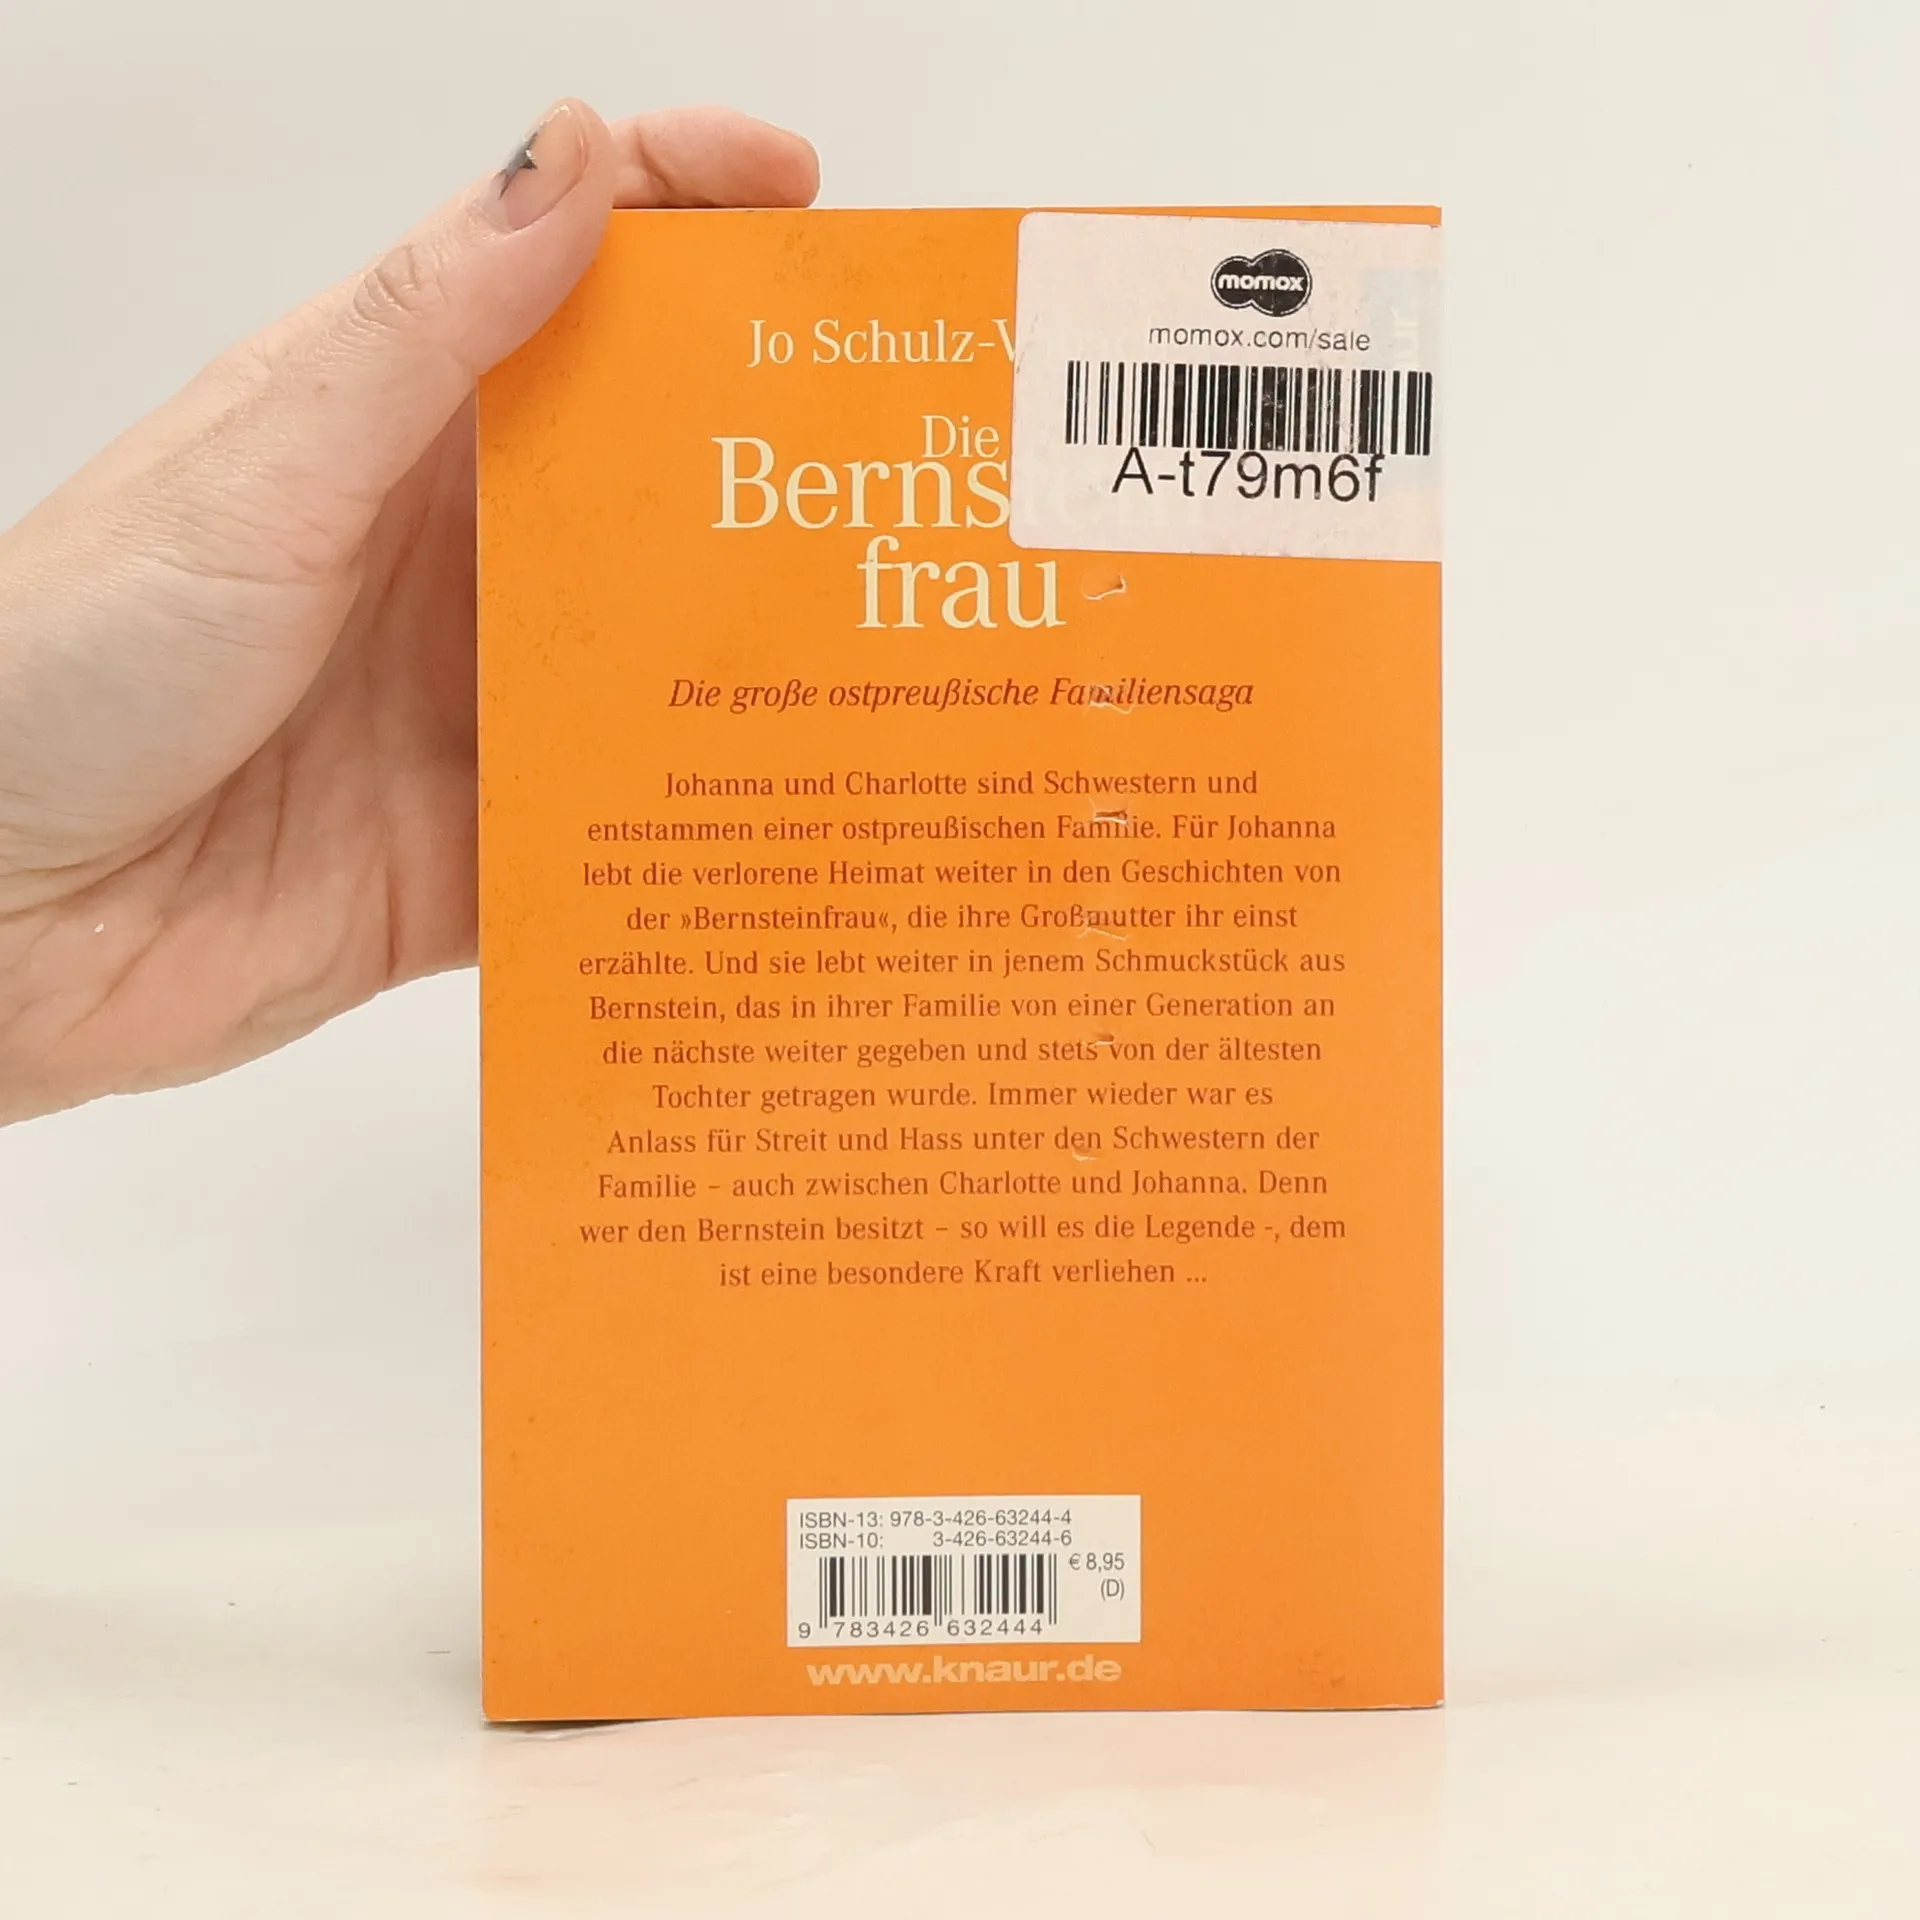 momox
momox.com/sale
A-t79m6f
Jo Schulz-V
Die
Berns
frau
Die große ostpreußische Familiensaga
Johanna und Charlotte sind Schwestern und
entstammen einer ostpreußischen Familie. Für Johanna
lebt die verlorene Heimat weiter in den Geschichten von
der »Bernsteinfrau«, die ihre Großmutter ihr einst
erzählte. Und sie lebt weiter in jenem Schmuckstück aus
Bernstein, das in ihrer Familie von einer Generation an
die nächste weiter gegeben und stets von der ältesten
Tochter getragen wurde. Immer wieder war es
Anlass für Streit und Hass unter den Schwestern der
Familie – auch zwischen Charlotte und Johanna. Denn
wer den Bernstein besitzt – so will es die Legende -, dem
ist eine besondere Kraft verliehen ...
ISBN-13: 978-3-426-63244-4
ISBN-10: 3-426-63244-6
€ 8,95
(D)
9 783426 632444
www.knaur.de